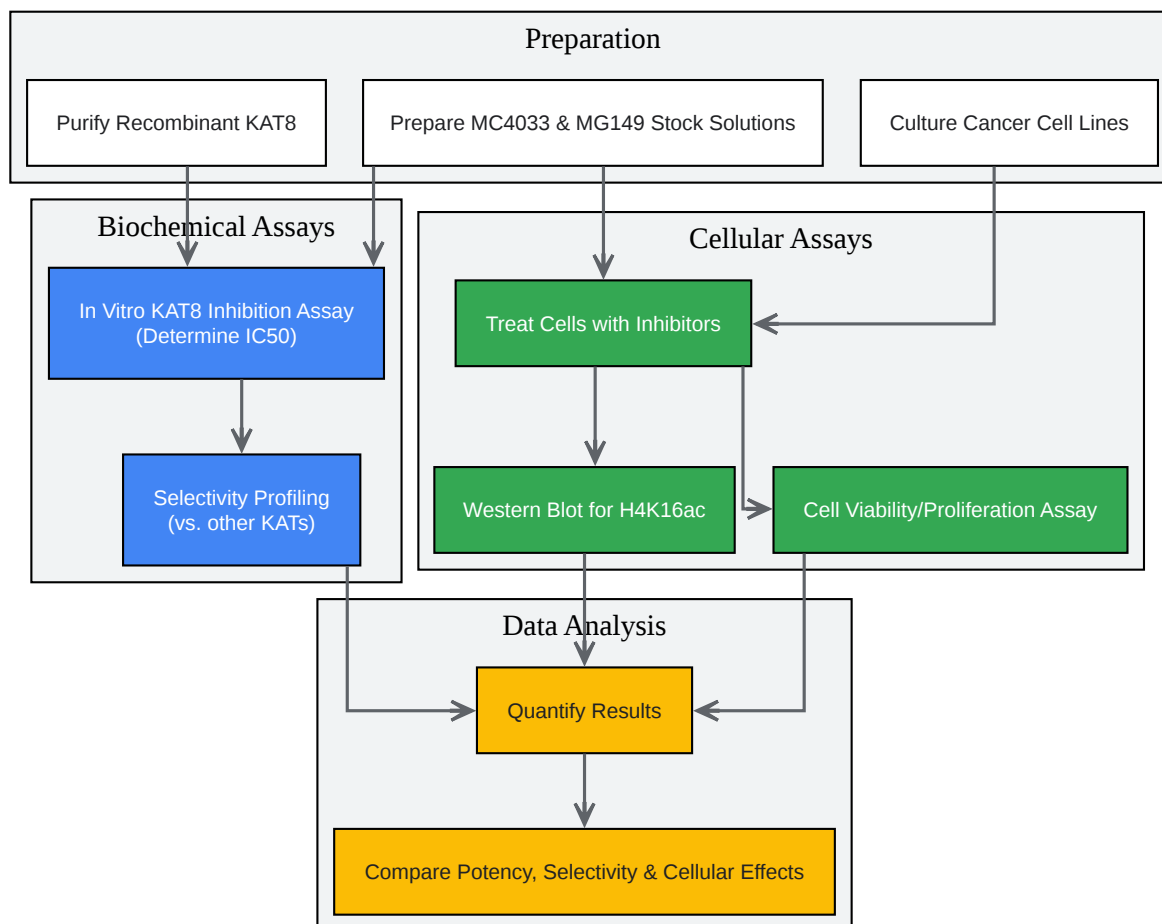 Preparation
Purify Recombinant KAT8
Prepare MC4033 & MG149 Stock Solutions
Culture Cancer Cell Lines
Biochemical Assays
Cellular Assays
In Vitro KAT8 Inhibition Assay
(Determine IC50)
Treat Cells with Inhibitors
Selectivity Profiling
(vs. other KATs)
Western Blot for H4K16ac
Cell Viability/Proliferation Assay
Data Analysis
Quantify Results
Compare Potency, Selectivity & Cellular Effects